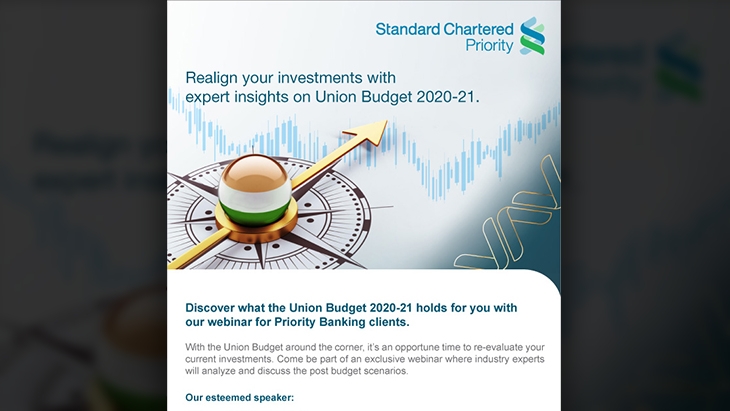 Standard Chartered
Priority
Realign your investments with
expert insights on Union Budget 2020-21.
Discover what the Union Budget 2020-21 holds for you with
our webinar for Priority Banking clients.
With the Union Budget around the corner, it's an opportune time to re-evaluate your
current investments. Come be part of an exclusive webinar where industry experts
will analyze and discuss the post budget scenarios.
Our esteemed speaker: